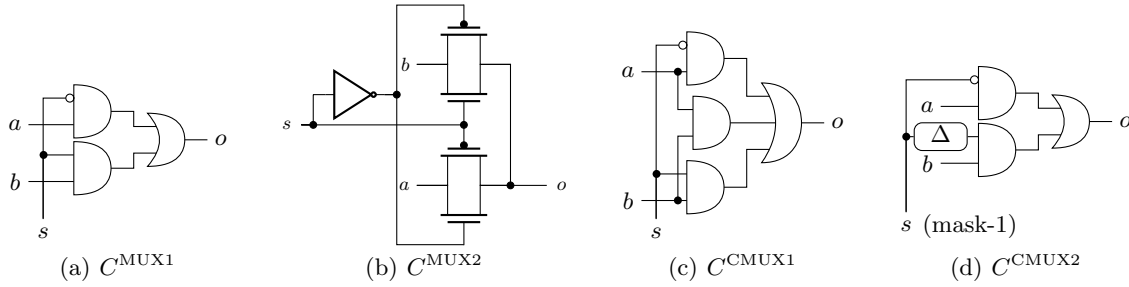 a
b
s
o
(a) C^MUX1
b
s
a
o
(b) C^MUX2
a
b
s
o
(c) C^CMUX1
a
Δ
b
o
s (mask-1)
(d) C^CMUX2